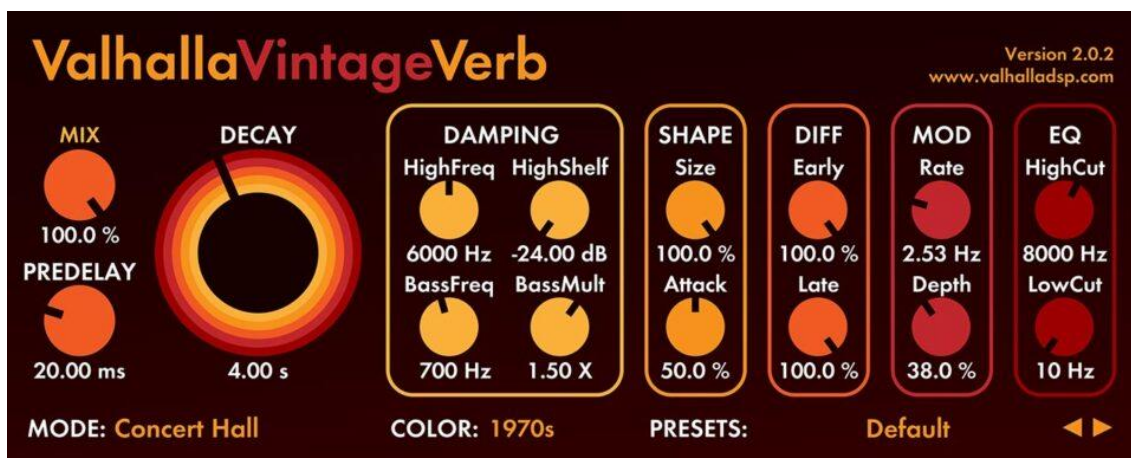 ValhallaVintageVerb
Version 2.0.2
www.valhalladsp.com
MIX
100.0 %
PREDELAY
20.00 ms
DECAY
4.00 s
DAMPING
HighFreq HighShelf
6000 Hz -24.00 dB
BassFreq BassMult
700 Hz 1.50 X
SHAPE
Size
100.0 %
Attack
50.0 %
DIFF
Early
100.0 %
Late
100.0 %
MOD
Rate
2.53 Hz
Depth
38.0 %
EQ
HighCut
8000 Hz
LowCut
10 Hz
MODE: Concert Hall COLOR: 1970s PRESETS: Default